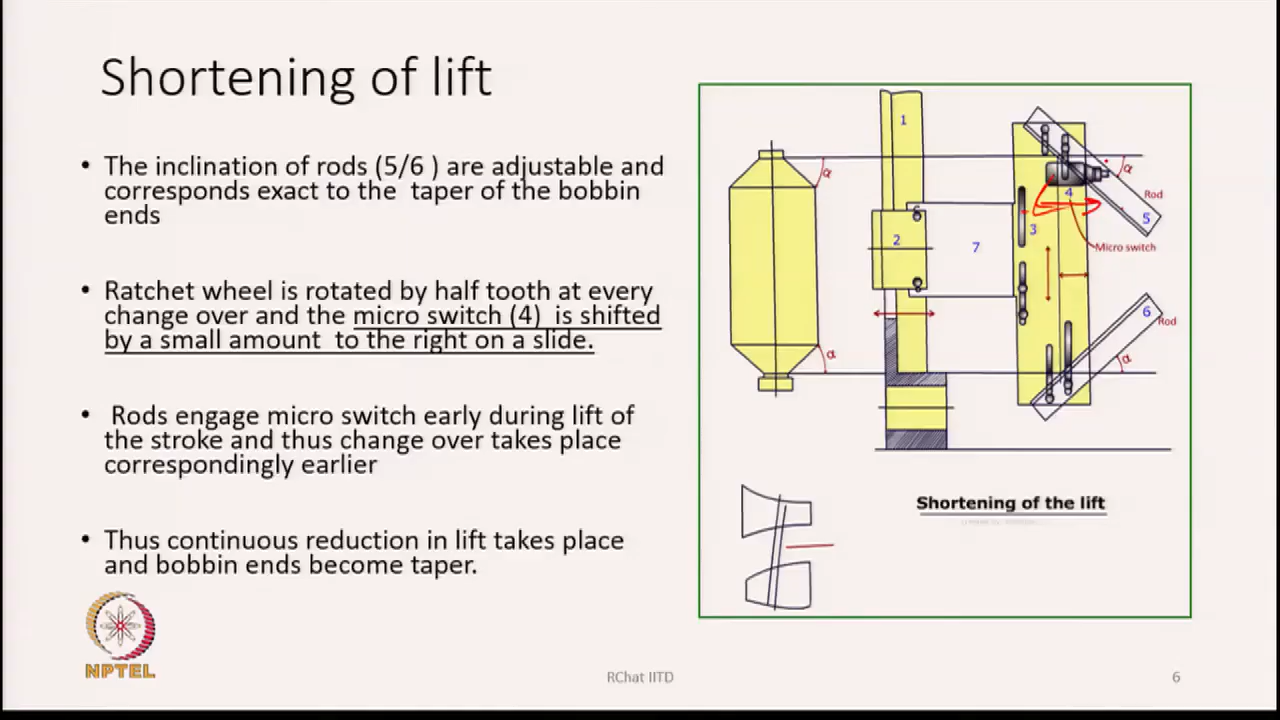 Shortening of lift
• The inclination of rods (5/6 ) are adjustable and
corresponds exact to the taper of the bobbin
ends
• Ratchet wheel is rotated by half tooth at every
change over and the micro switch (4) is shifted
by a small amount to the right on a slide.
• Rods engage micro switch early during lift of
the stroke and thus change over takes place
correspondingly earlier
• Thus continuous reduction in lift takes place
and bobbin ends become taper.
1
α
α
4
Rod
5
2
7
3
Micro switch
6
Rod
α
α
Shortening of the lift
NPTEL
RChat IITD
6